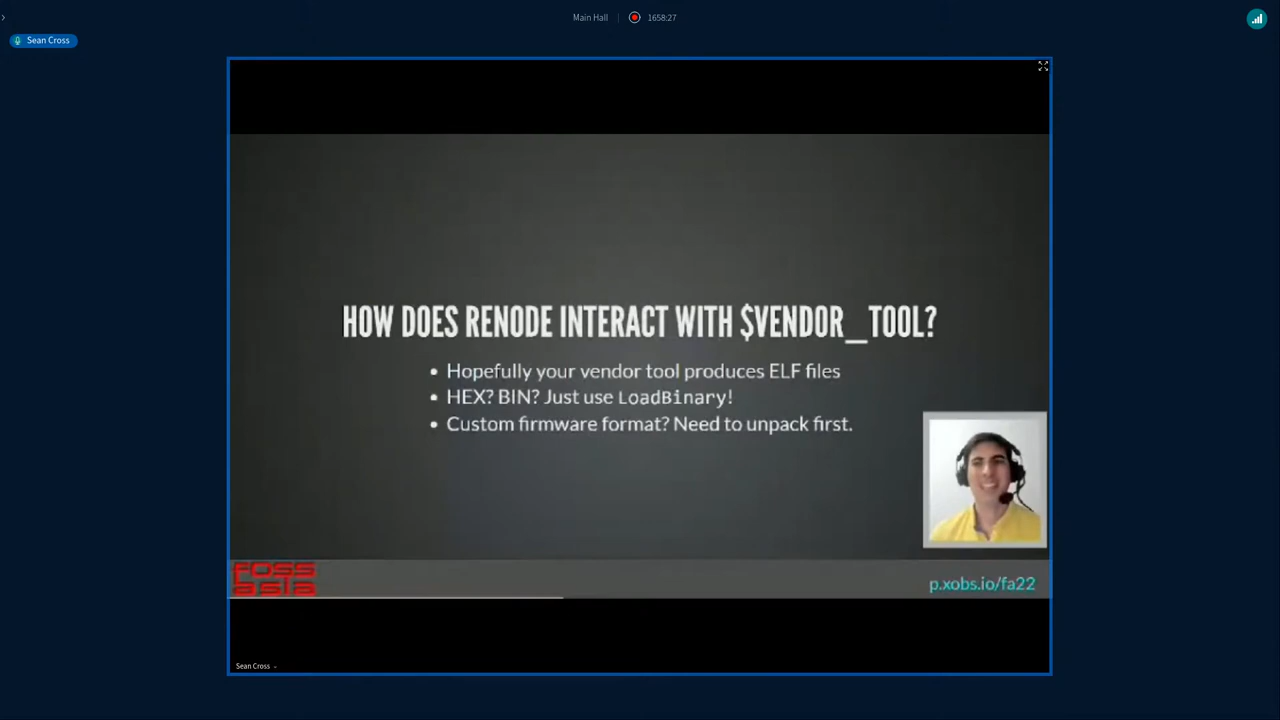 Main Hall
1658:27
Sean Cross
HOW DOES RENODE INTERACT WITH $VENDOR_TOOL?
Hopefully your vendor tool produces ELF files
HEX? BIN? Just use LoadBinary!
Custom firmware format? Need to unpack first.
FOSS
asia
p.xobs.io/fa22
Sean Cross